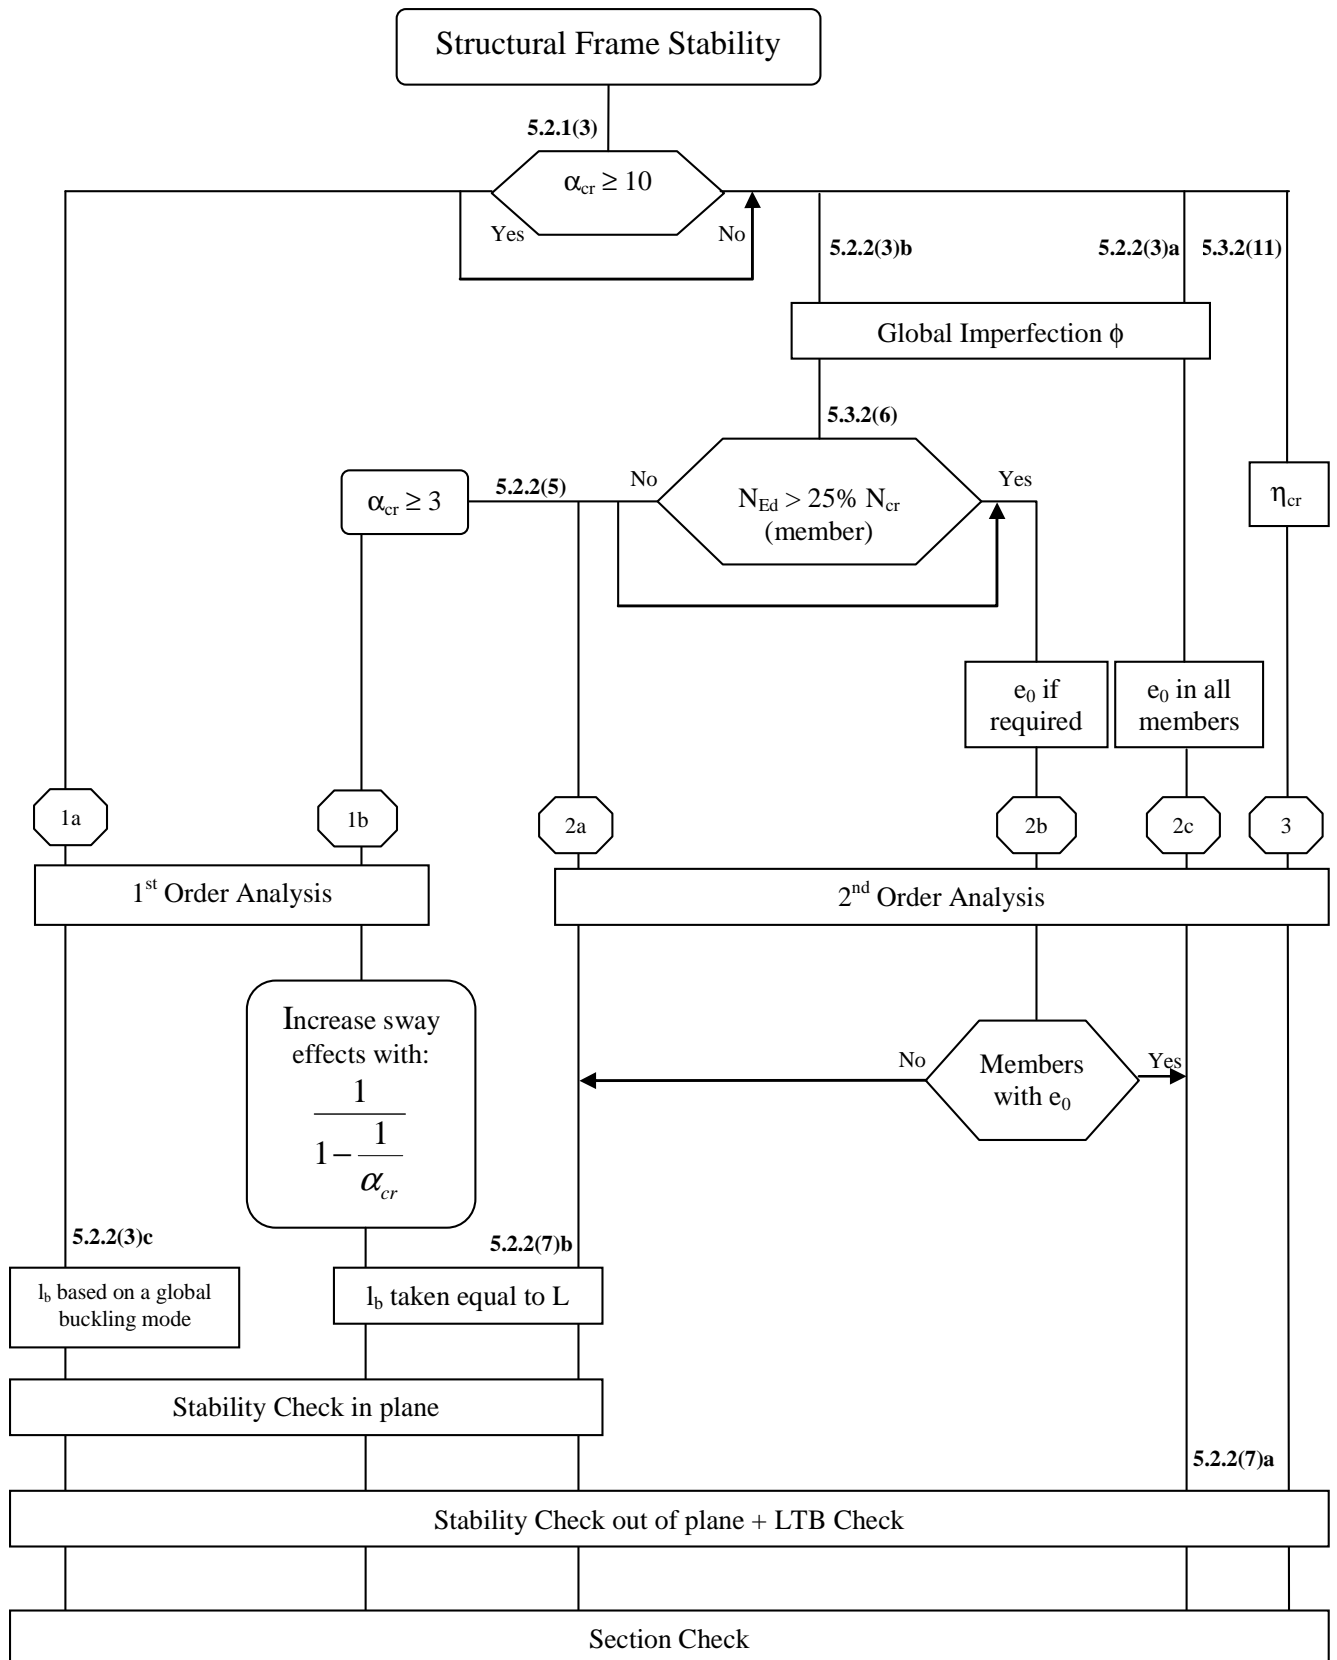 Structural Frame Stability
5.2.1(3)
αcr ≥ 10
Yes
No
5.2.2(3)b
5.2.2(3)a
5.3.2(11)
Global Imperfection ϕ
5.3.2(6)
αcr ≥ 3
5.2.2(5)
No
NEd > 25% Ncr
(member)
Yes
ηcr
e0 if
required
e0 in all
members
1a
1b
2a
2b
2c
3
1st Order Analysis
2nd Order Analysis
Increase sway
effects with:
1
1 − 1
αcr
No
Members
with e0
Yes
5.2.2(3)c
5.2.2(7)b
lb based on a global
buckling mode
lb taken equal to L
Stability Check in plane
5.2.2(7)a
Stability Check out of plane + LTB Check
Section Check